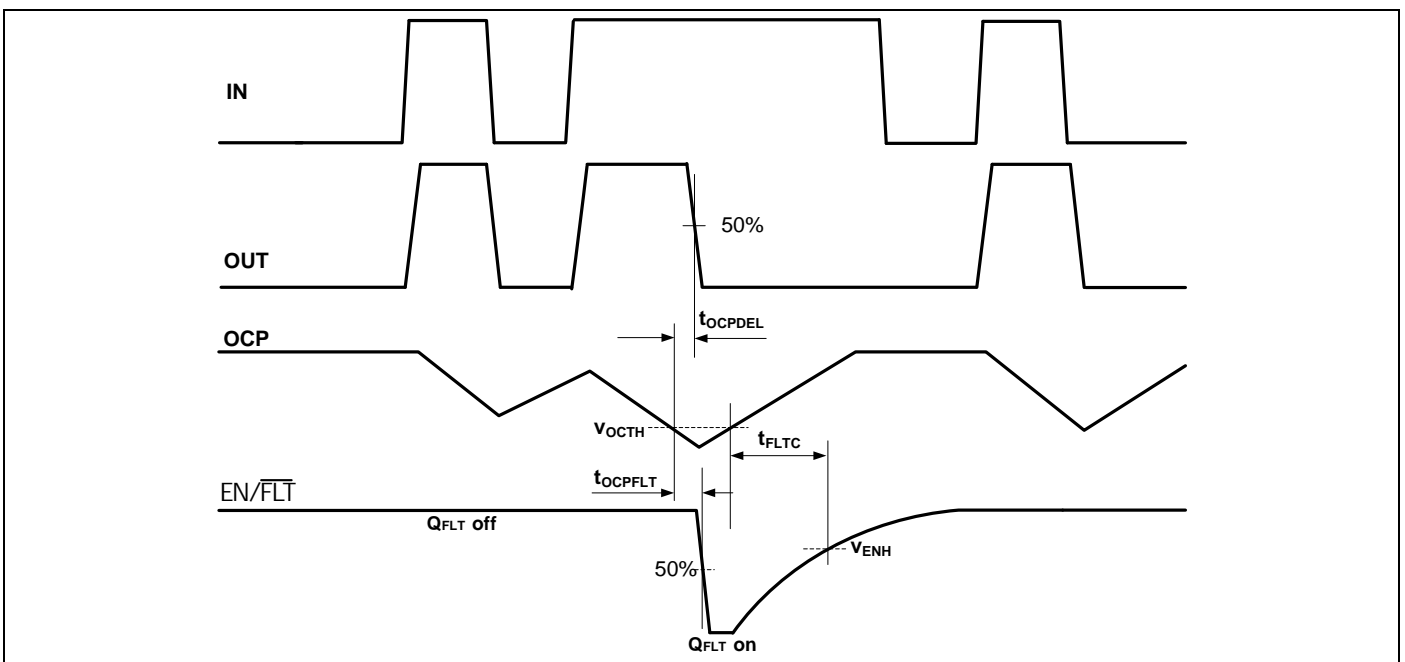 IN
50%
OUT
tOCPDEL
OCP
VOCTH
tFLTC
tOCPFLT
EN/FLT
QFLT off
VENH
50%
QFLT on